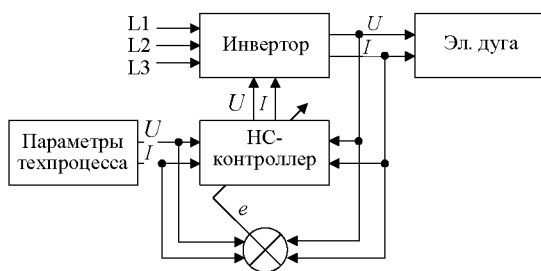 L1
L2
L3
Инвертор
U
I
Эл. дуга
U
I
Параметры
техпроцесса
U
I
НС-
контроллер
e